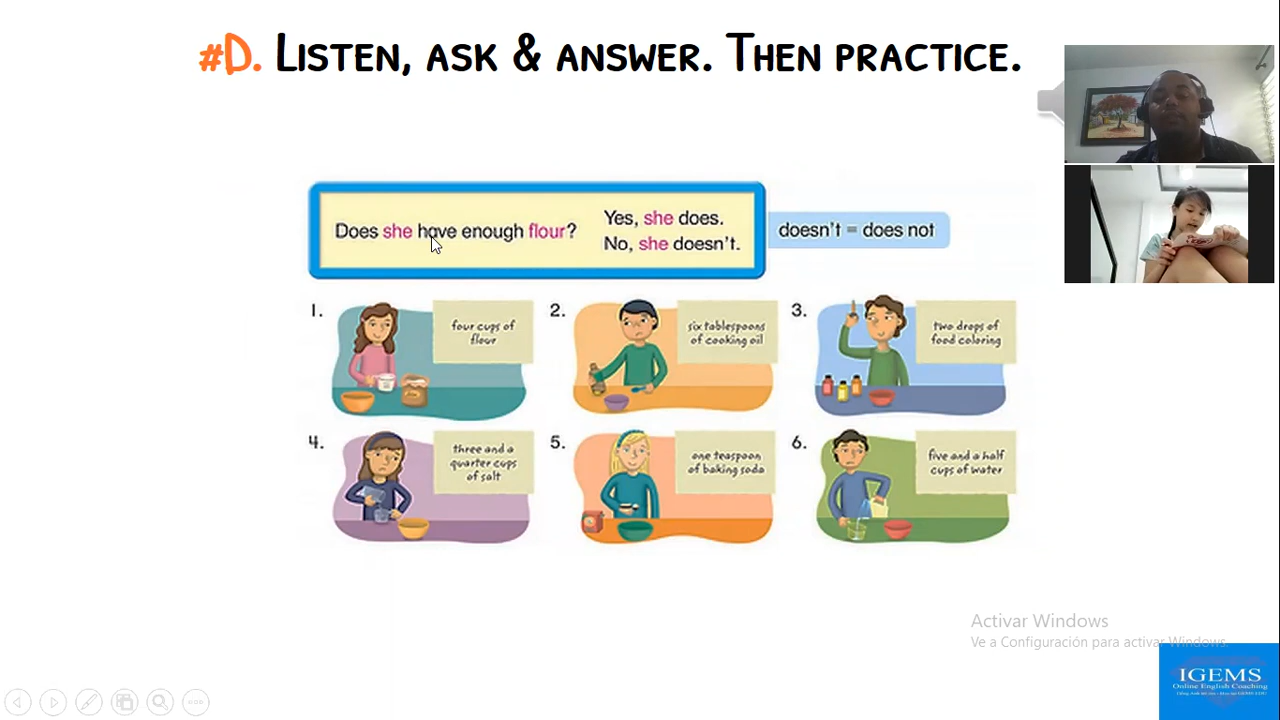 #D. Listen, ask & answer. Then practice.
Does she have enough flour?
Yes, she does.
No, she doesn't.
doesn't = does not
1.
four cups of
flour
2.
six tablespoons
of cooking oil
3.
two drops of
food coloring
4.
three and a
quarter cups
of salt
5.
one teaspoon
of baking soda
6.
five and a half
cups of water
Activar Windows
Ve a Configuración para activar Windows.
IGEMS
Online English Coaching